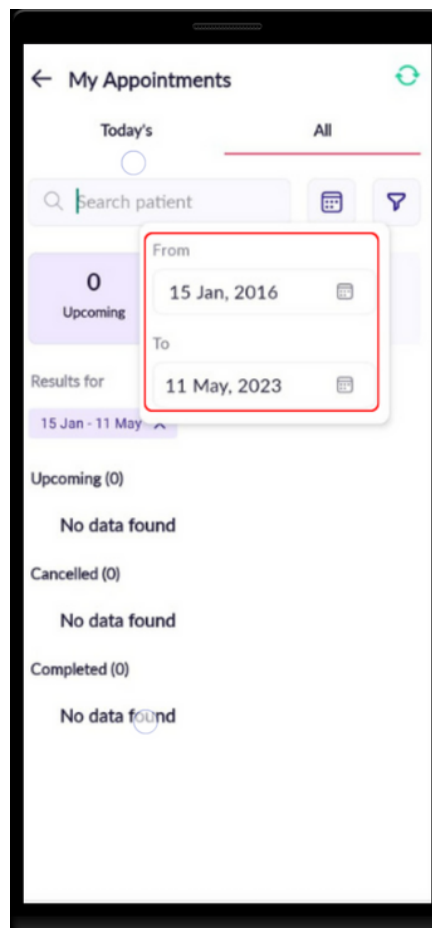 My Appointments
Today's
All
Search patient
From
0
15 Jan, 2016
Upcoming
To
Results for
11 May, 2023
15 Jan - 11 May
Upcoming (0)
No data found
Cancelled (0)
No data found
Completed (0)
No data found